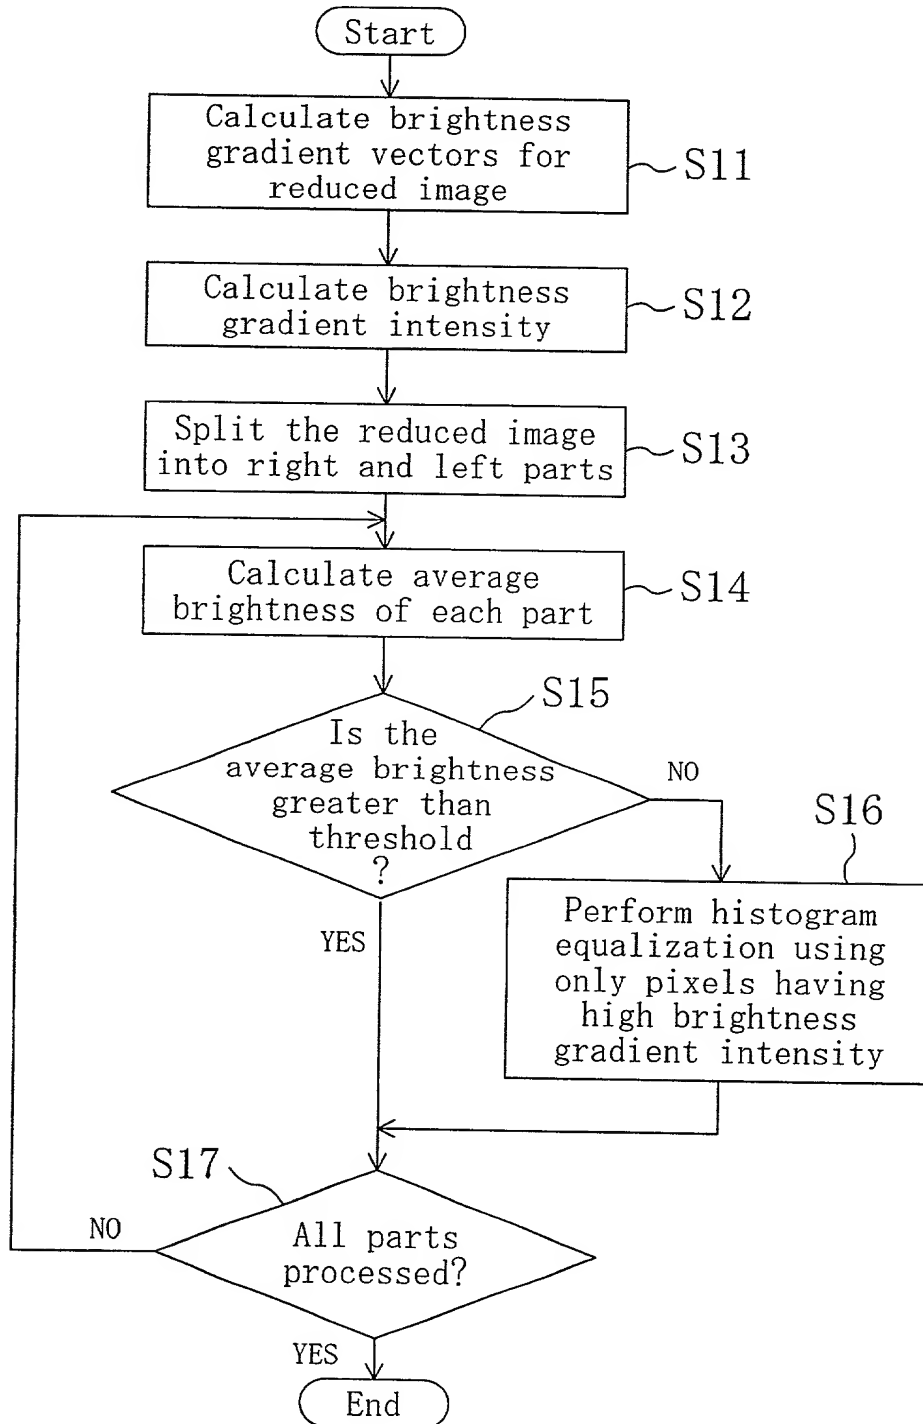 Start
Calculate brightness
gradient vectors for
reduced image
S11
Calculate brightness
gradient intensity
S12
Split the reduced image
into right and left parts
S13
Calculate average
brightness of each part
S14
S15
Is the
average brightness
greater than
threshold
?
NO
YES
S16
Perform histogram
equalization using
only pixels having
high brightness
gradient intensity
S17
All parts
processed?
NO
YES
End